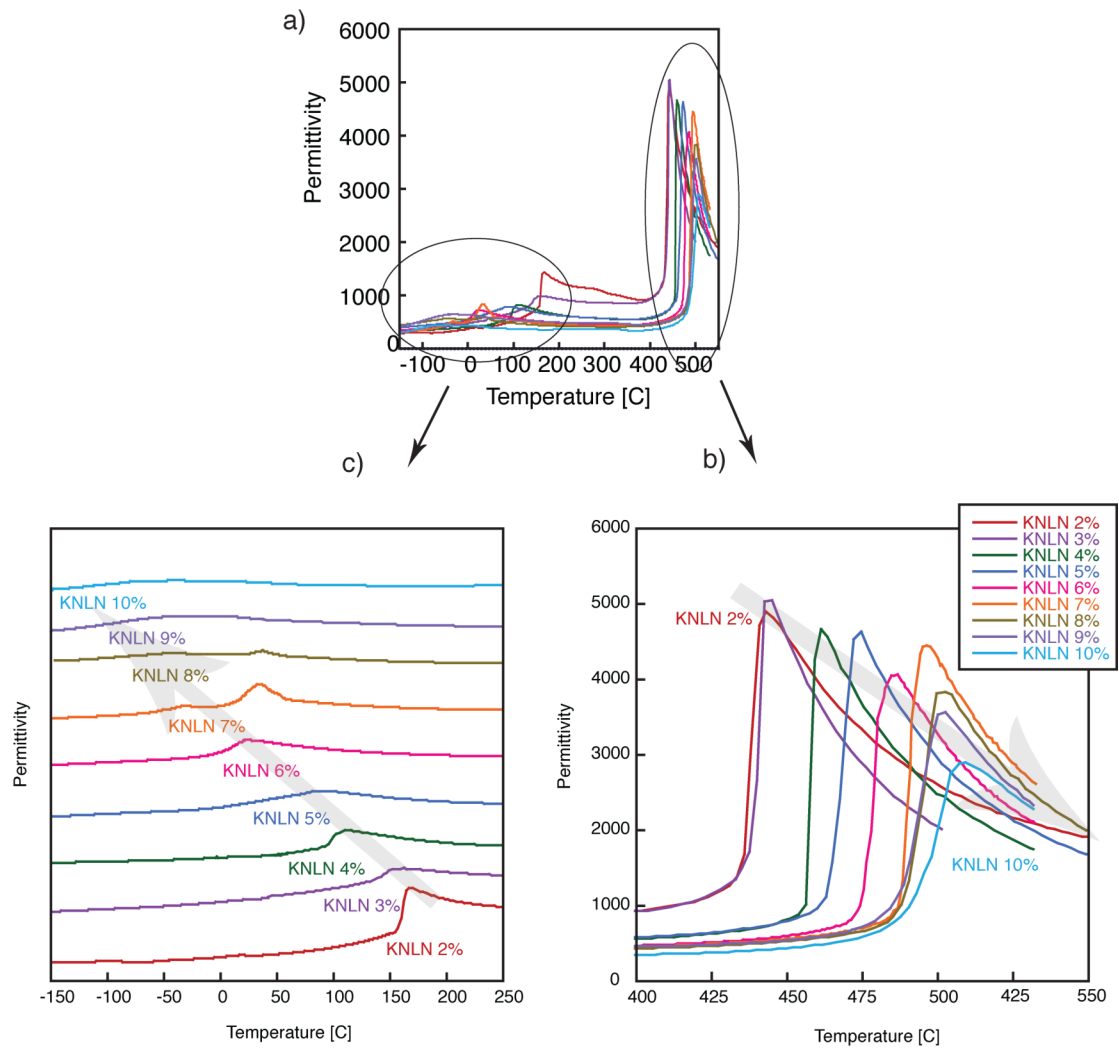 a)
6000
5000
4000
3000
2000
1000
0
Permittivity
-100 0 100 200 300 400 500
Temperature [C]
c)
b)
KNLN 10%
KNLN 9%
KNLN 8%
KNLN 7%
KNLN 6%
KNLN 5%
KNLN 4%
KNLN 3%
KNLN 2%
Permittivity
-150 -100 -50 0 50 100 150 200 250
Temperature [C]
6000
5000
4000
3000
2000
1000
0
Permittivity
KNLN 2%
KNLN 10%
KNLN 2%
KNLN 3%
KNLN 4%
KNLN 5%
KNLN 6%
KNLN 7%
KNLN 8%
KNLN 9%
KNLN 10%
400 425 450 475 500 425 550
Temperature [C]